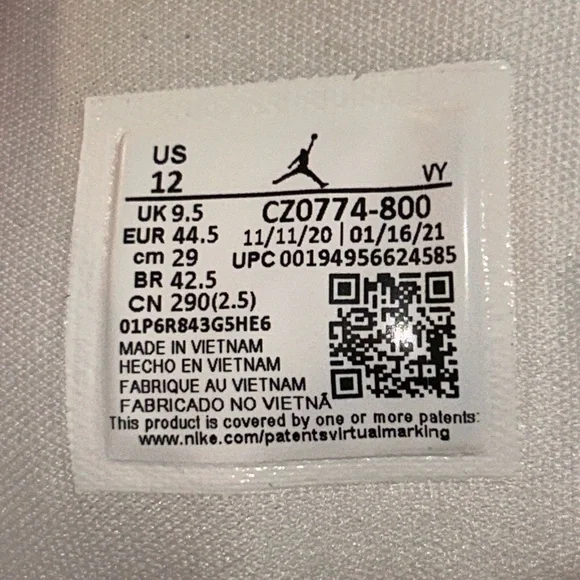 US
12
VY
UK 9.5
CZ0774-800
EUR 44.5
11/11/20 | 01/16/21
cm 29
UPC 00194956624585
BR 42.5
CN 290(2.5)
01P6R843G5HE6
MADE IN VIETNAM
HECHO EN VIETNAM
FABRIQUE AU VIETNAM
FABRICADO NO VIETNÃ
This product is covered by one or more patents:
www.nike.com/patentsvirtualmarking